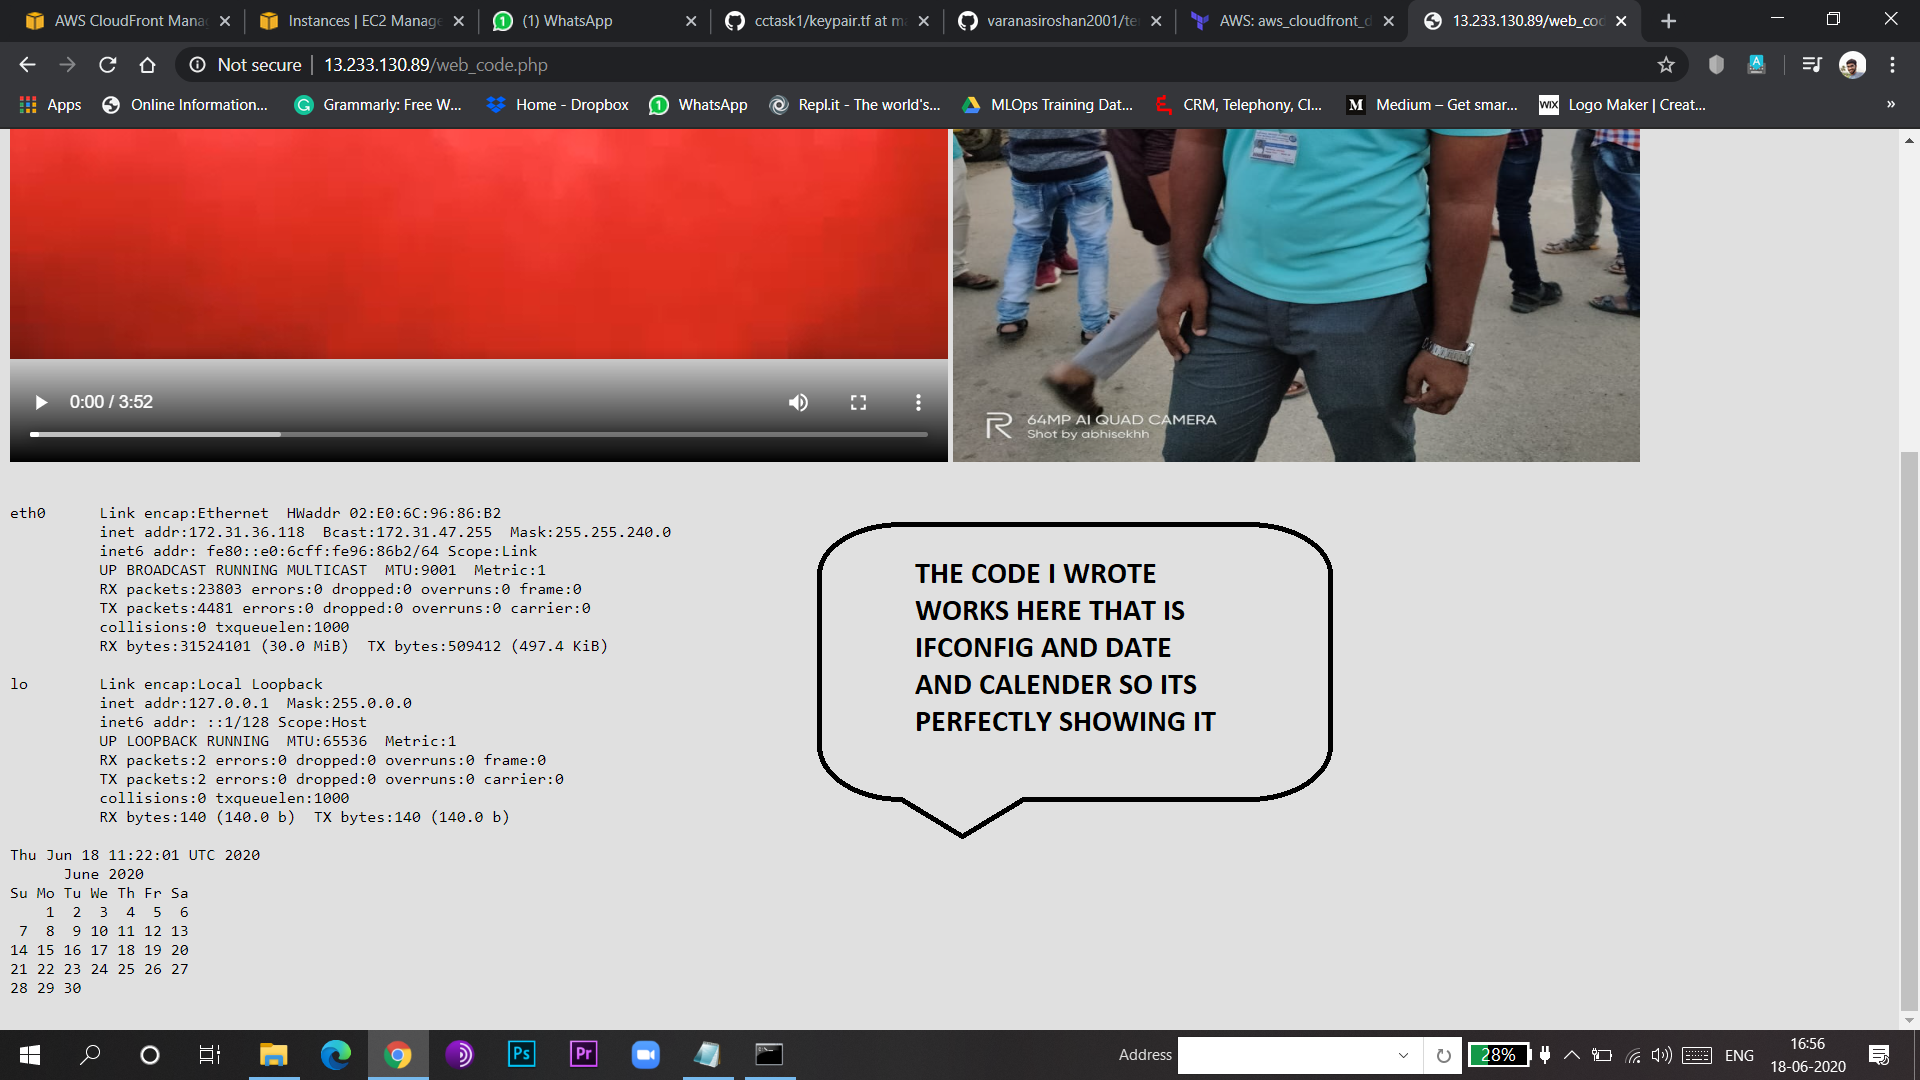 AWS CloudFront Mana
Instances | EC2 Manage
(1) WhatsApp
cctask1/keypair.tf at ma
varanasiroshan2001/te
AWS: aws_cloudfront_d
13.233.130.89/web_cod
Not secure
13.233.130.89/web_code.php
Apps
Online Information...
Grammarly: Free W...
Home - Dropbox
WhatsApp
Repl.it - The world's...
MLOps Training Dat...
CRM, Telephony, Cl...
Medium – Get smar...
WIX Logo Maker | Creat...
»
0:00 / 3:52
64MP AI QUAD CAMERA
Shot by abhisekhh
eth0      Link encap:Ethernet  HWaddr 02:E0:6C:96:86:B2
inet addr:172.31.36.118  Bcast:172.31.47.255  Mask:255.255.240.0
inet6 addr: fe80::e0:6cff:fe96:86b2/64 Scope:Link
UP BROADCAST RUNNING MULTICAST  MTU:9001  Metric:1
RX packets:23803 errors:0 dropped:0 overruns:0 frame:0
TX packets:4481 errors:0 dropped:0 overruns:0 carrier:0
collisions:0 txqueuelen:1000
RX bytes:31524101 (30.0 MiB)  TX bytes:509412 (497.4 KiB)
lo        Link encap:Local Loopback
inet addr:127.0.0.1  Mask:255.0.0.0
inet6 addr: ::1/128 Scope:Host
UP LOOPBACK RUNNING  MTU:65536  Metric:1
RX packets:2 errors:0 dropped:0 overruns:0 frame:0
TX packets:2 errors:0 dropped:0 overruns:0 carrier:0
collisions:0 txqueuelen:1000
RX bytes:140 (140.0 b)  TX bytes:140 (140.0 b)
Thu Jun 18 11:22:01 UTC 2020
June 2020
Su Mo Tu We Th Fr Sa
1  2  3  4  5  6
7  8  9 10 11 12 13
14 15 16 17 18 19 20
21 22 23 24 25 26 27
28 29 30
THE CODE I WROTE
WORKS HERE THAT IS
IFCONFIG AND DATE
AND CALENDER SO ITS
PERFECTLY SHOWING IT
Ps
Pr
Address
28%
ENG
16:56
18-06-2020